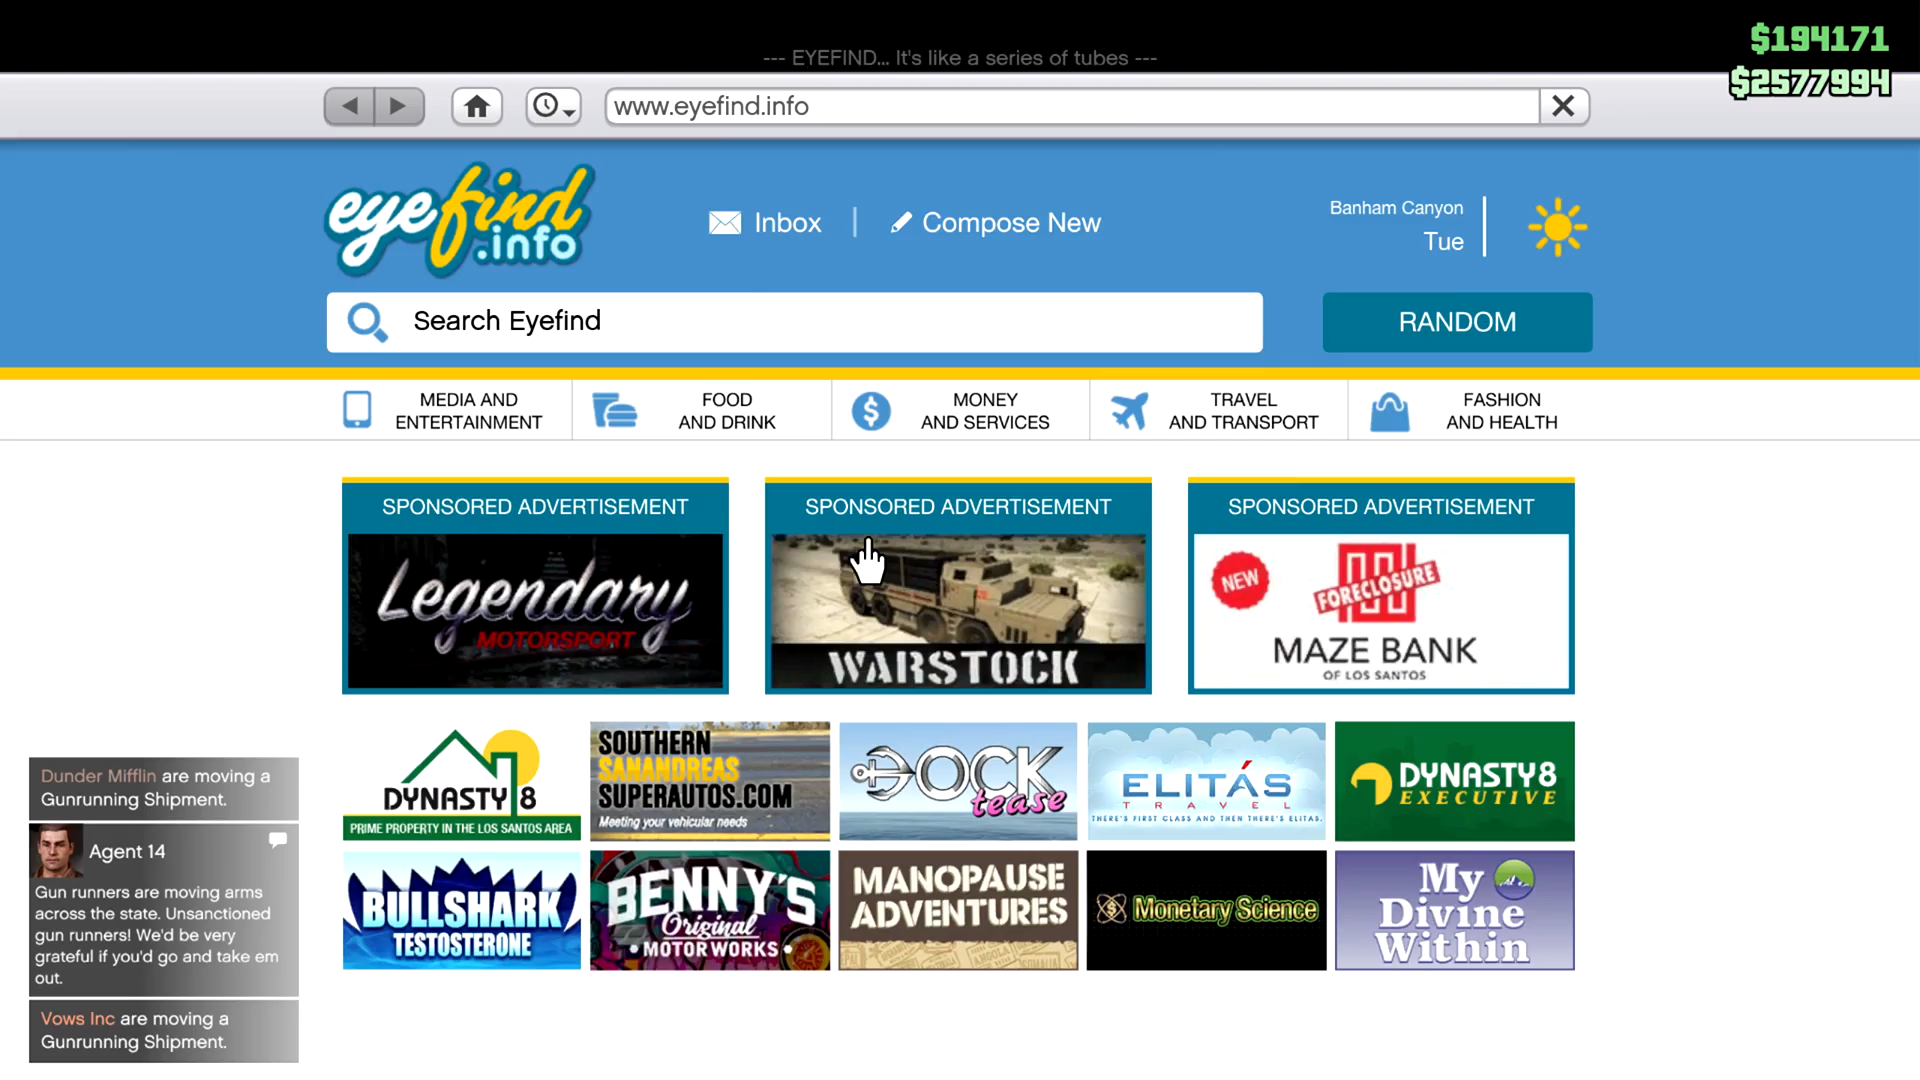 $194171
--- EYEFIND... It's like a series of tubes ---
$2577994
www.eyefind.info
eyefind
.info
Inbox
Compose New
Banham Canyon
Tue
Search Eyefind
RANDOM
MEDIA AND
ENTERTAINMENT
FOOD
AND DRINK
MONEY
AND SERVICES
TRAVEL
AND TRANSPORT
FASHION
AND HEALTH
SPONSORED ADVERTISEMENT
Legendary
MOTORSPORT
SPONSORED ADVERTISEMENT
WARSTOCK
SPONSORED ADVERTISEMENT
NEW
FORECLOSURE
MAZE BANK
OF LOS SANTOS
DYNASTY 8
PRIME PROPERTY IN THE LOS SANTOS AREA
SOUTHERN
SANANDREAS
SUPERAUTOS.COM
Meeting your vehicular needs
DOCK
tease
ELITÁS
TRAVEL
THERE'S FIRST CLASS AND THEN THERE'S ELITAS.
DYNASTY 8
EXECUTIVE
BULLSHARK
TESTOSTERONE
BENNY'S
Original
MOTOR WORKS
MANOPAUSE
ADVENTURES
Monetary Science
My
Divine
Within
Dunder Mifflin are moving a
Gunrunning Shipment.
Agent 14
Gun runners are moving arms
across the state. Unsanctioned
gun runners! We'd be very
grateful if you'd go and take em
out.
Vows Inc are moving a
Gunrunning Shipment.